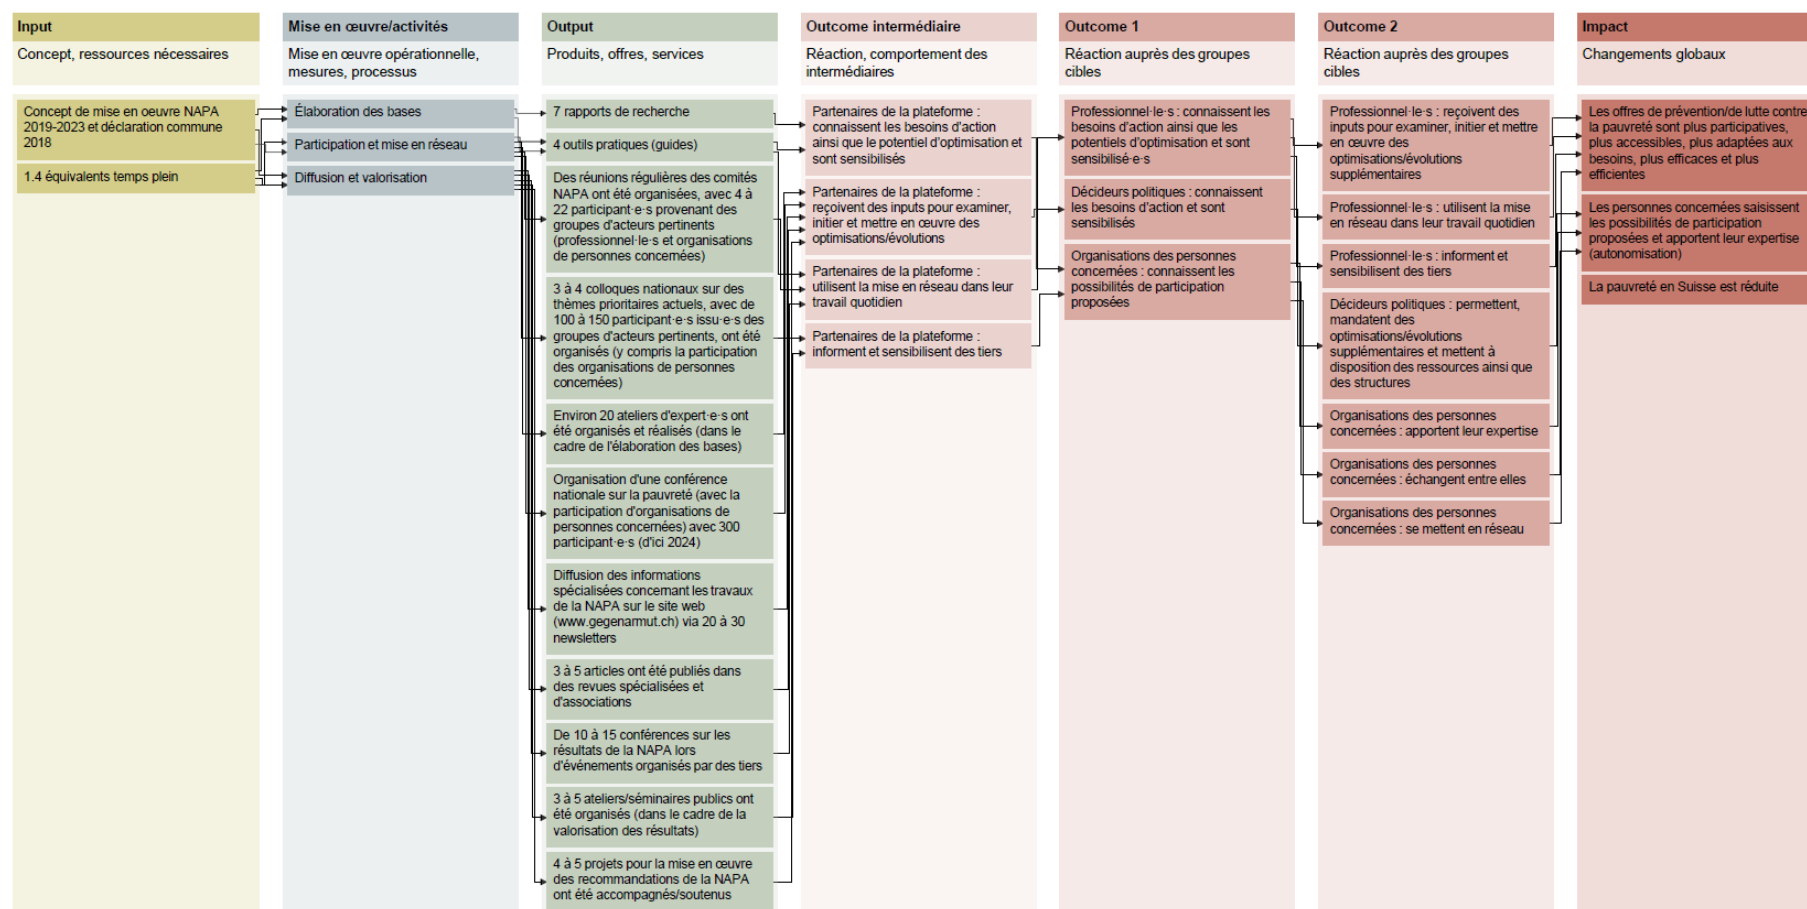 Input
Concept, ressources nécessaires
Concept de mise en oeuvre NAPA
2019-2023 et déclaration commune
2018
1.4 équivalents temps plein
Mise en œuvre/activités
Mise en œuvre opérationnelle,
mesures, processus
Élaboration des bases
Participation et mise en réseau
Diffusion et valorisation
Output
Produits, offres, services
7 rapports de recherche
4 outils pratiques (guides)
Des réunions régulières des comités
NAPA ont été organisées, avec 4 à
22 participant·e·s provenant des
groupes d'acteurs pertinents
(professionnel·le·s et organisations
de personnes concernées)
3 à 4 colloques nationaux sur des
thèmes prioritaires actuels, avec de
100 à 150 participant·e·s issu·e·s des
groupes d'acteurs pertinents, ont été
organisés (y compris la participation
des organisations de personnes
concernées)
Environ 20 ateliers d'expert·e·s ont
été organisés et réalisés (dans le
cadre de l'élaboration des bases)
Organisation d'une conférence
nationale sur la pauvreté (avec la
participation d'organisations de
personnes concernées) avec 300
participant·e·s (d'ici 2024)
Diffusion des informations
spécialisées concernant les travaux
de la NAPA sur le site web
(www.gegenarmut.ch) via 20 à 30
newsletters
3 à 5 articles ont été publiés dans
des revues spécialisées et
d'associations
De 10 à 15 conférences sur les
résultats de la NAPA lors
d'événements organisés par des tiers
3 à 5 ateliers/séminaires publics ont
été organisés (dans le cadre de la
valorisation des résultats)
4 à 5 projets pour la mise en œuvre
des recommandations de la NAPA
ont été accompagnés/soutenus
Outcome intermédiaire
Réaction, comportement des
intermédiaires
Partenaires de la plateforme :
connaissent les besoins d'action
ainsi que le potentiel d'optimisation et
sont sensibilisés
Partenaires de la plateforme :
reçoivent des inputs pour examiner,
initier et mettre en œuvre des
optimisations/évolutions
Partenaires de la plateforme :
utilisent la mise en réseau dans leur
travail quotidien
Partenaires de la plateforme :
informent et sensibilisent des tiers
Outcome 1
Réaction auprès des groupes
cibles
Professionnel·le·s : connaissent les
besoins d'action ainsi que les
potentiels d'optimisation et sont
sensibilisé·e·s
Décideurs politiques : connaissent
les besoins d'action et sont
sensibilisés
Organisations des personnes
concernées : connaissent les
possibilités de participation
proposées
Outcome 2
Réaction auprès des groupes
cibles
Professionnel·le·s : reçoivent des
inputs pour examiner, initier et mettre
en œuvre des
optimisations/évolutions
supplémentaires
Professionnel·le·s : utilisent la mise
en réseau dans leur travail quotidien
Professionnel·le·s : informent et
sensibilisent des tiers
Décideurs politiques : permettent,
mandatent des
optimisations/évolutions
supplémentaires et mettent à
disposition des ressources ainsi que
des structures
Organisations des personnes
concernées : apportent leur expertise
Organisations des personnes
concernées : échangent entre elles
Organisations des personnes
concernées : se mettent en réseau
Impact
Changements globaux
Les offres de prévention/de lutte contre
la pauvreté sont plus participatives,
plus accessibles, plus adaptées aux
besoins, plus efficaces et plus
efficientes
Les personnes concernées saisissent
les possibilités de participation
proposées et apportent leur expertise
(autonomisation)
La pauvreté en Suisse est réduite